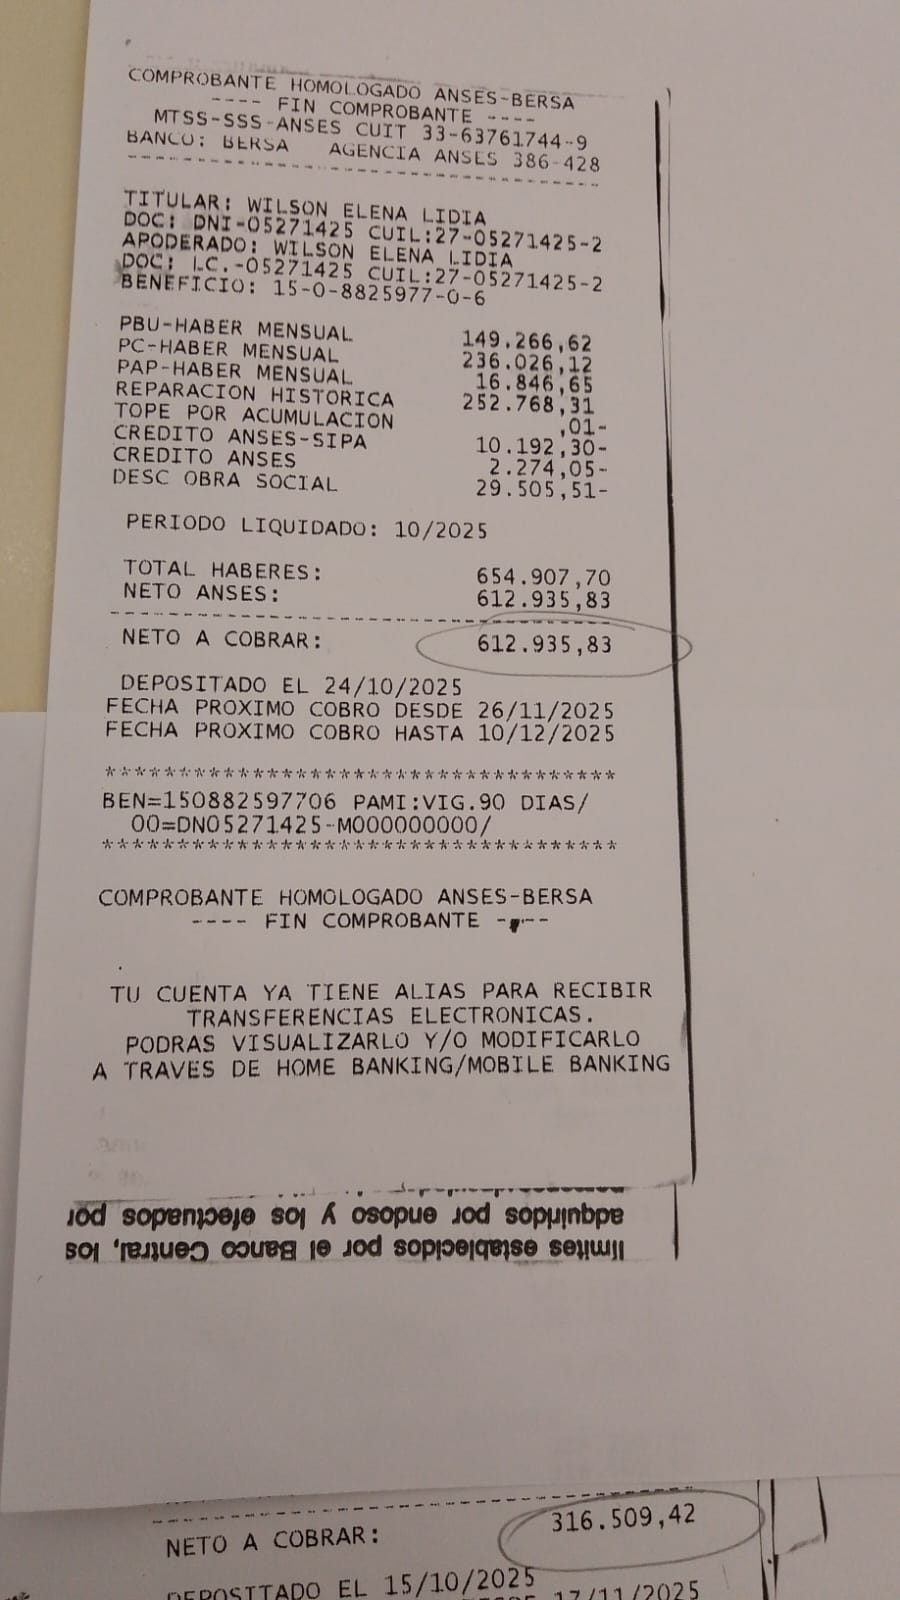 COMPROBANTE HOMOLOGADO ANSES-BERSA
---- FIN COMPROBANTE ----
MTSS-SSS-ANSES CUIT 33-63761744-9
BANCO: BERSA AGENCIA ANSES 386-428
TITULAR: WILSON ELENA LIDIA
DOC: DNI-05271425 CUIL:27-05271425-2
APODERADO: WILSON ELENA LIDIA
DOC: LC.-05271425 CUIL:27-05271425-2
BENEFICIO: 15-0-8825977-0-6
PBU-HABER MENSUAL 149.266,62
PC-HABER MENSUAL 236.026,12
PAP-HABER MENSUAL 16.846,65
REPARACION HISTORICA 252.768,31
TOPE POR ACUMULACION ,01-
CREDITO ANSES-SIPA 10.192,30-
CREDITO ANSES 2.274,05-
DESC OBRA SOCIAL 29.505,51-
PERIODO LIQUIDADO: 10/2025
TOTAL HABERES: 654.907,70
NETO ANSES: 612.935,83
NETO A COBRAR: 612.935,83
DEPOSITADO EL 24/10/2025
FECHA PROXIMO COBRO DESDE 26/11/2025
FECHA PROXIMO COBRO HASTA 10/12/2025
***********************************
BEN=150882597706 PAMI:VIG.90 DIAS/
00=DN05271425-M000000000/
***********************************
COMPROBANTE HOMOLOGADO ANSES-BERSA
---- FIN COMPROBANTE ----
TU CUENTA YA TIENE ALIAS PARA RECIBIR
TRANSFERENCIAS ELECTRONICAS.
PODRAS VISUALIZARLO Y/O MODIFICARLO
A TRAVES DE HOME BANKING/MOBILE BANKING
límites establecidos por el Banco Central, los
adquiridos por endoso y los efectuados por
NETO A COBRAR: 316.509,42
DEPOSITADO EL 15/10/2025
17/11/2025